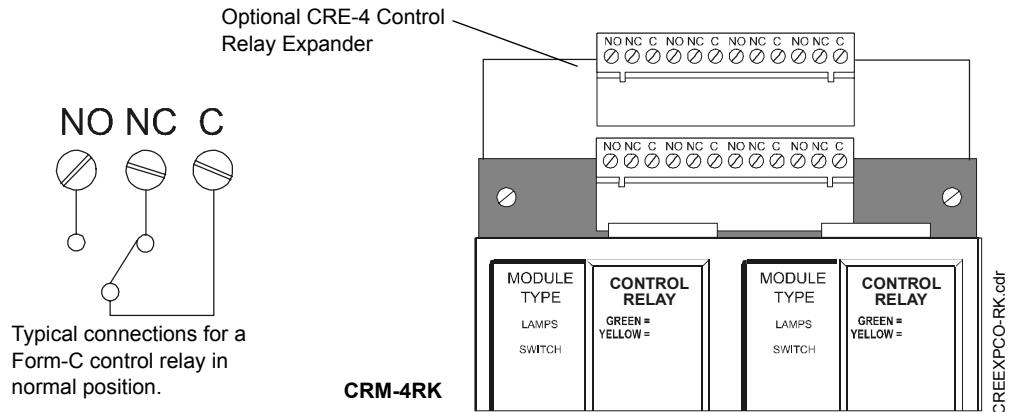 Optional CRE-4 Control
Relay Expander
NO NC C NO NC C NO NC C NO NC C
NO NC C
NO NC C NO NC C NO NC C NO NC C
MODULE
TYPE
LAMPS
SWITCH
CONTROL
RELAY
GREEN =
YELLOW =
MODULE
TYPE
LAMPS
SWITCH
CONTROL
RELAY
GREEN =
YELLOW =
Typical connections for a
Form-C control relay in
normal position.
CRM-4RK
CREEXPCO-RK.cdr